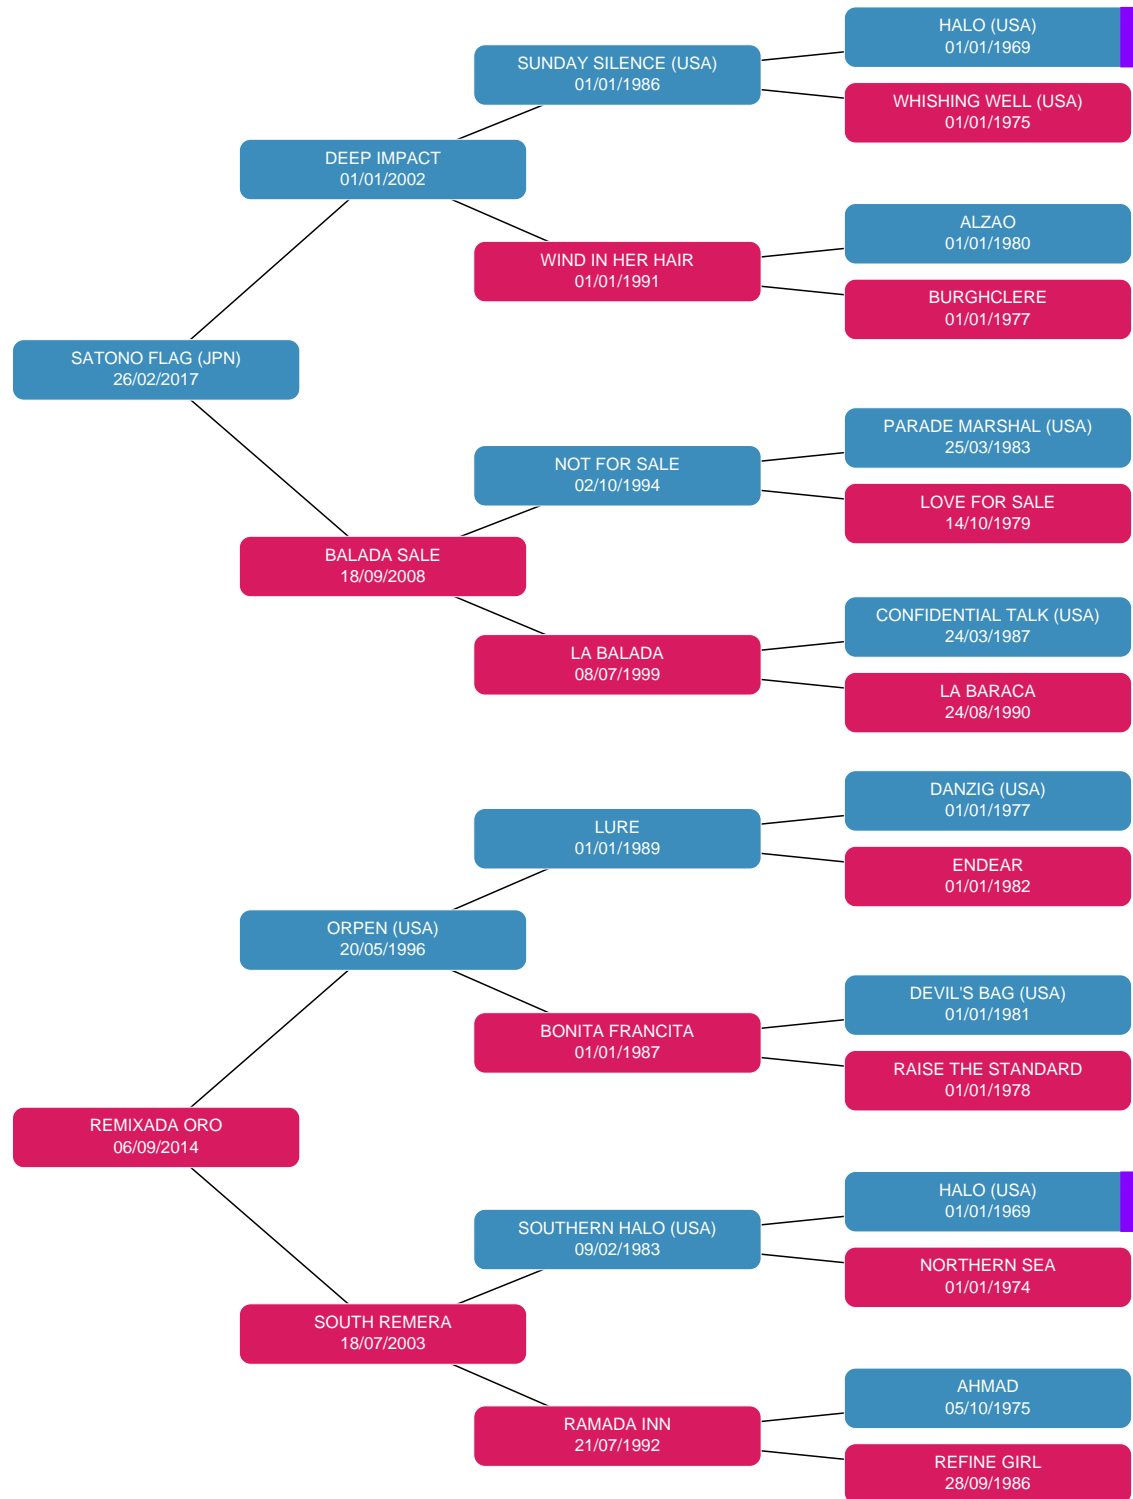 HALO (USA)
01/01/1969
SUNDAY SILENCE (USA)
01/01/1986
WHISHING WELL (USA)
01/01/1975
DEEP IMPACT
01/01/2002
ALZAO
01/01/1980
WIND IN HER HAIR
01/01/1991
BURGHCLERE
01/01/1977
SATONO FLAG (JPN)
26/02/2017
PARADE MARSHAL (USA)
25/03/1983
NOT FOR SALE
02/10/1994
LOVE FOR SALE
14/10/1979
BALADA SALE
18/09/2008
CONFIDENTIAL TALK (USA)
24/03/1987
LA BALADA
08/07/1999
LA BARACA
24/08/1990
DANZIG (USA)
01/01/1977
LURE
01/01/1989
ENDEAR
01/01/1982
ORPEN (USA)
20/05/1996
DEVIL'S BAG (USA)
01/01/1981
BONITA FRANCITA
01/01/1987
RAISE THE STANDARD
01/01/1978
REMIXADA ORO
06/09/2014
HALO (USA)
01/01/1969
SOUTHERN HALO (USA)
09/02/1983
NORTHERN SEA
01/01/1974
SOUTH REMERA
18/07/2003
AHMAD
05/10/1975
RAMADA INN
21/07/1992
REFINE GIRL
28/09/1986